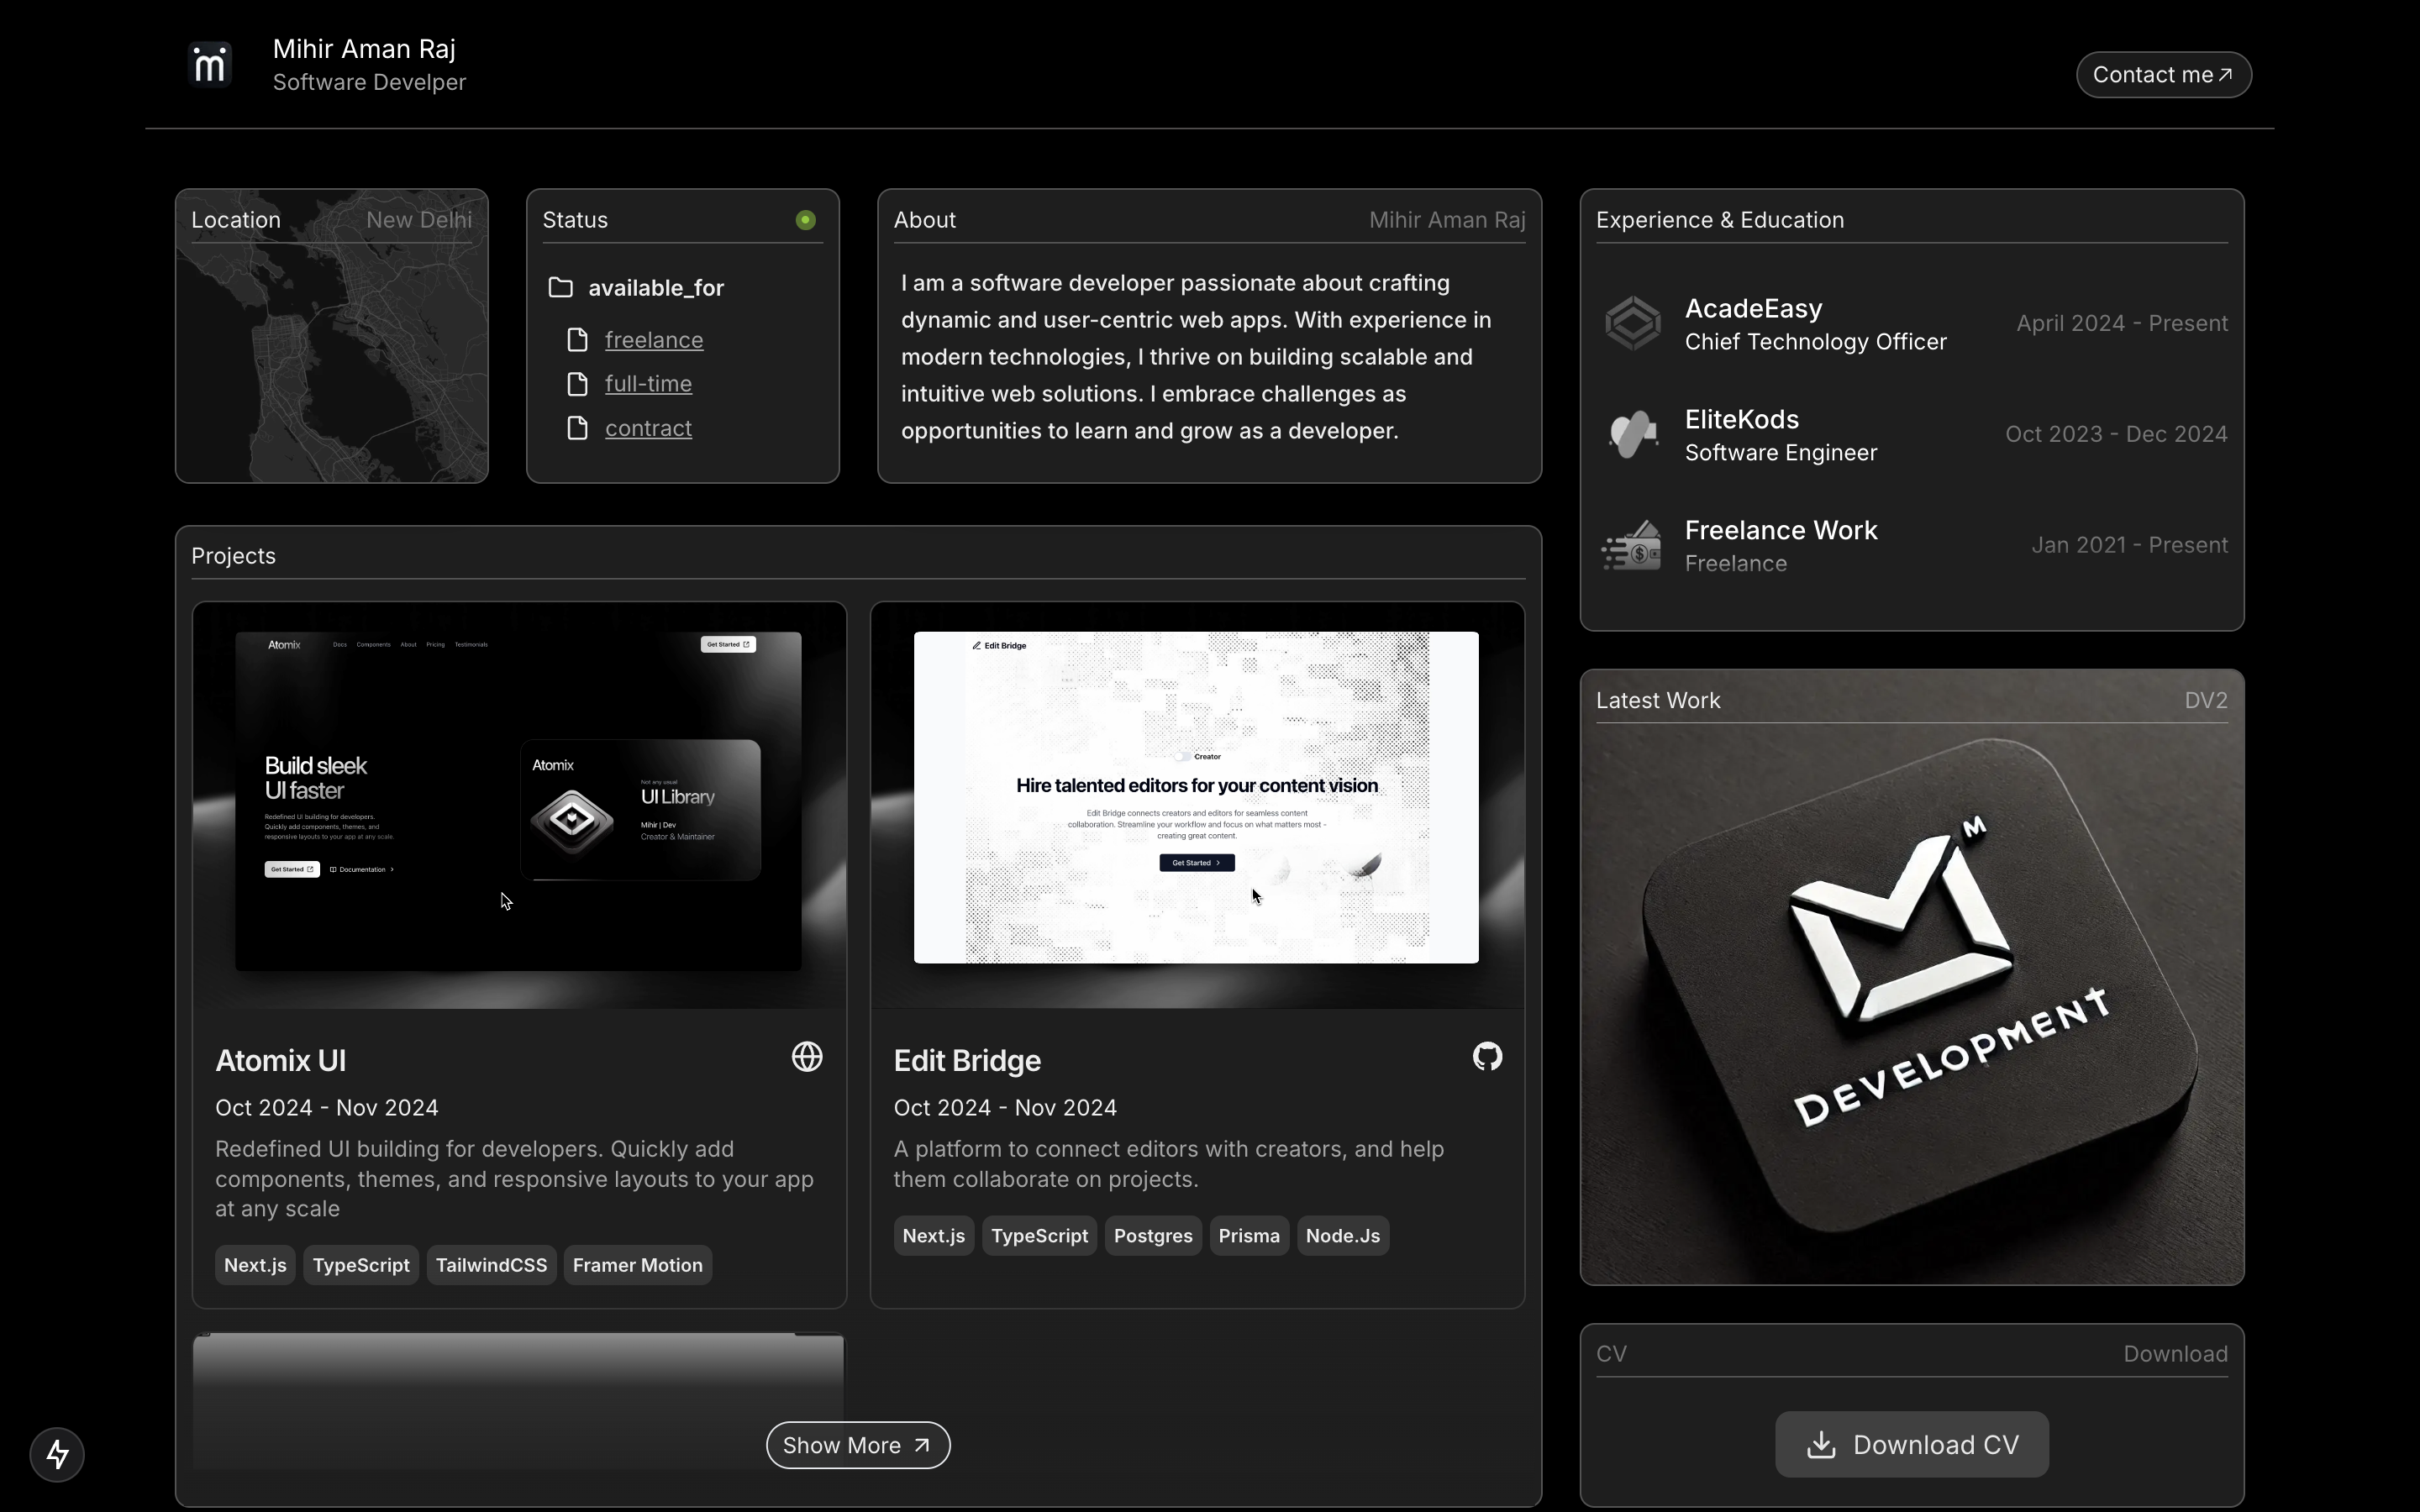 Mihir Aman Raj
Software Develper
Contact me
Location
New Delhi
Status
available_for
freelance
full-time
contract
About
Mihir Aman Raj
I am a software developer passionate about crafting
dynamic and user-centric web apps. With experience in
modern technologies, I thrive on building scalable and
intuitive web solutions. I embrace challenges as
opportunities to learn and grow as a developer.
Experience & Education
AcadeEasy
Chief Technology Officer
April 2024 - Present
EliteKods
Software Engineer
Oct 2023 - Dec 2024
Freelance Work
Freelance
Jan 2021 - Present
Projects
Atomix
Docs
Components
About
Pricing
Testimonials
Get Started
Build sleek
UI faster
Redefined UI building for developers.
Quickly add components, themes, and
responsive layouts to your app at any scale.
Get Started
Documentation
Atomix
Not any usual
UI Library
Mihir | Dev
Creator & Maintainer
Atomix UI
Oct 2024 - Nov 2024
Redefined UI building for developers. Quickly add
components, themes, and responsive layouts to your app
at any scale
Next.js
TypeScript
TailwindCSS
Framer Motion
Edit Bridge
Creator
Hire talented editors for your content vision
Edit Bridge connects creators and editors for seamless content
collaboration. Streamline your workflow and focus on what matters most -
creating great content.
Get Started
Edit Bridge
Oct 2024 - Nov 2024
A platform to connect editors with creators, and help
them collaborate on projects.
Next.js
TypeScript
Postgres
Prisma
Node.Js
Show More
Latest Work
DV2
M
DEVELOPMENT
CV
Download
Download CV